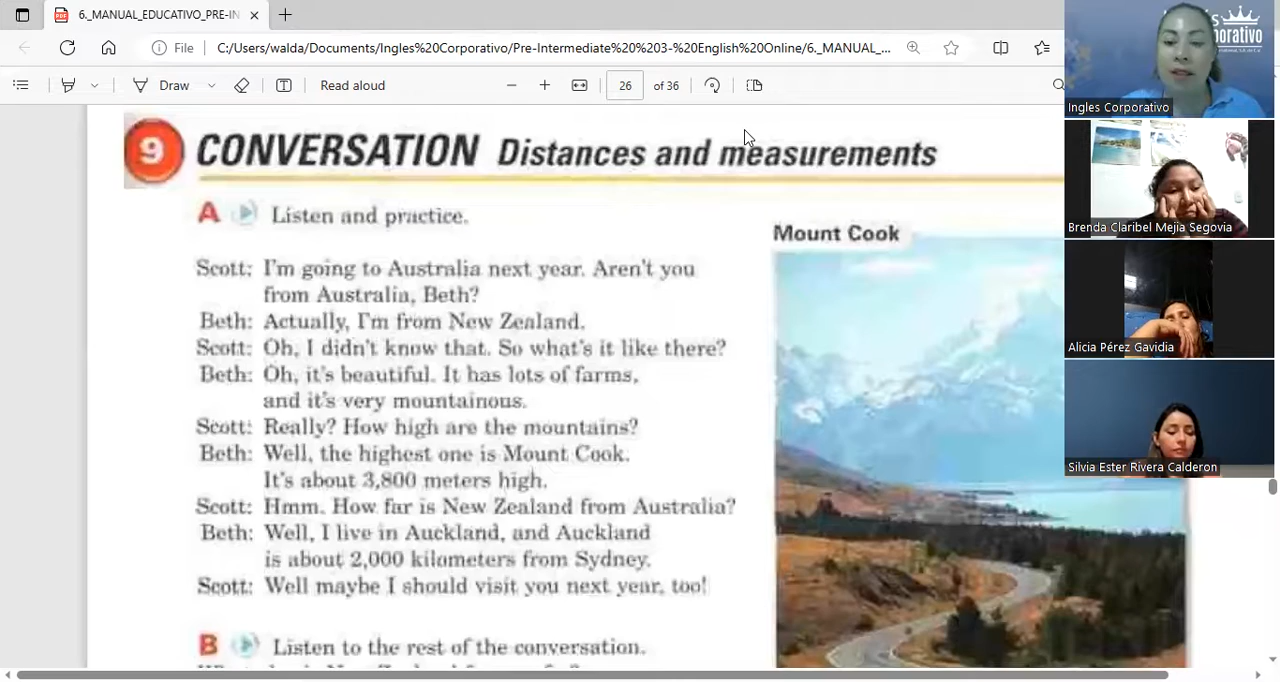 6._MANUAL_EDUCATIVO_PRE-IN
File
C:/Users/walda/Documents/Ingles%20Corporativo/Pre-Intermediate%20%203-%20English%20Online/6._MANUAL_...
Draw
Read aloud
26
of 36
9 CONVERSATION Distances and measurements
A Listen and practice.
Scott: I'm going to Australia next year. Aren't you
from Australia, Beth?
Beth: Actually, I'm from New Zealand.
Scott: Oh, I didn't know that. So what's it like there?
Beth: Oh, it's beautiful. It has lots of farms,
and it's very mountainous.
Scott: Really? How high are the mountains?
Beth: Well, the highest one is Mount Cook.
It's about 3,800 meters high.
Scott: Hmm. How far is New Zealand from Australia?
Beth: Well, I live in Auckland, and Auckland
is about 2,000 kilometers from Sydney.
Scott: Well maybe I should visit you next year, too!
B Listen to the rest of the conversation.
Mount Cook
Ingles Corporativo
Brenda Claribel Mejia Segovia
Alicia Pérez Gavidia
Silvia Ester Rivera Calderon